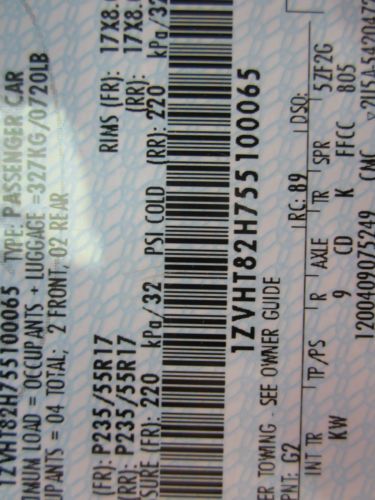 1ZVHT82H755100065 TYPE: PASSENGER CAR
MUM LOAD = OCCUPANTS + LUGGAGE = 327KG/0720LB
UPANTS = 04 TOTAL; 2 FRONT, 02 REAR
(FR): P235/55R17 RIMS (FR): 17X8.
(RR): P235/55R17 (RR): 17X8.
SURE (FR): 220 kPa/32 PSI COLD (RR): 220 kPa/32
1ZVHT82H755100065
ER TOWING - SEE OWNER GUIDE
NT: G2 RC: 89 DSO:
INT TR TP/PS R AXLE TR SPR 5ZF2G
KW 9 CD K FFCC 805
1200409075249 CMC